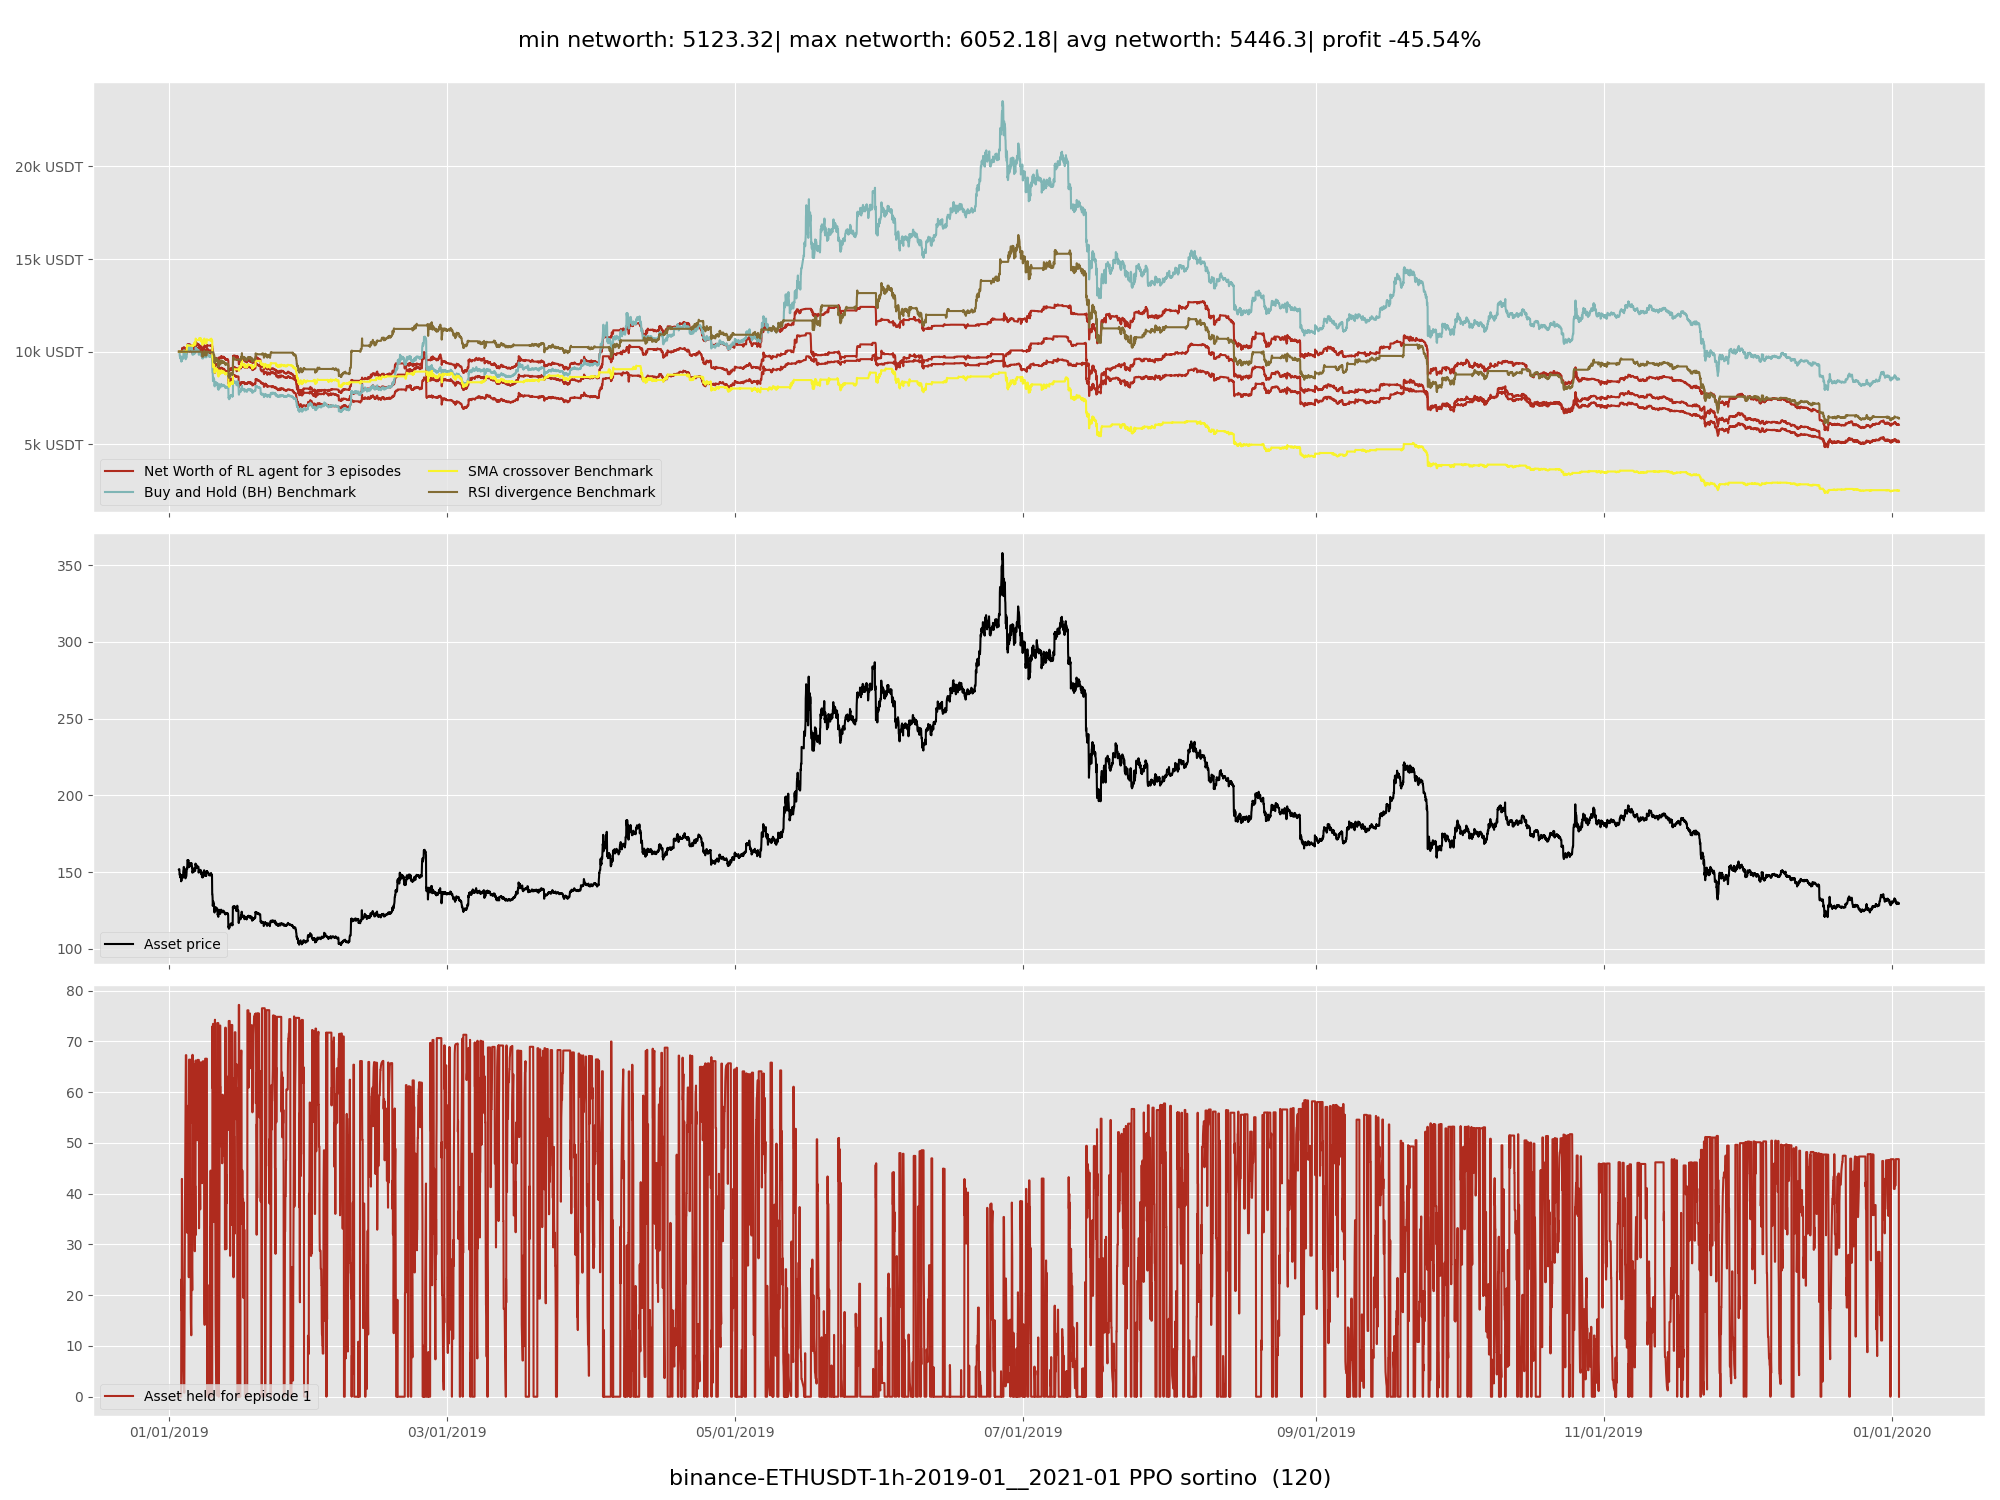 min networth: 5123.32| max networth: 6052.18| avg networth: 5446.3| profit -45.54%
20k USDT
15k USDT
10k USDT
5k USDT
Net Worth of RL agent for 3 episodes
Buy and Hold (BH) Benchmark
SMA crossover Benchmark
RSI divergence Benchmark
350
300
250
200
150
100
Asset price
80
70
60
50
40
30
20
10
0
Asset held for episode 1
01/01/2019 03/01/2019 05/01/2019 07/01/2019 09/01/2019 11/01/2019 01/01/2020
binance-ETHUSDT-1h-2019-01__2021-01 PPO sortino (120)